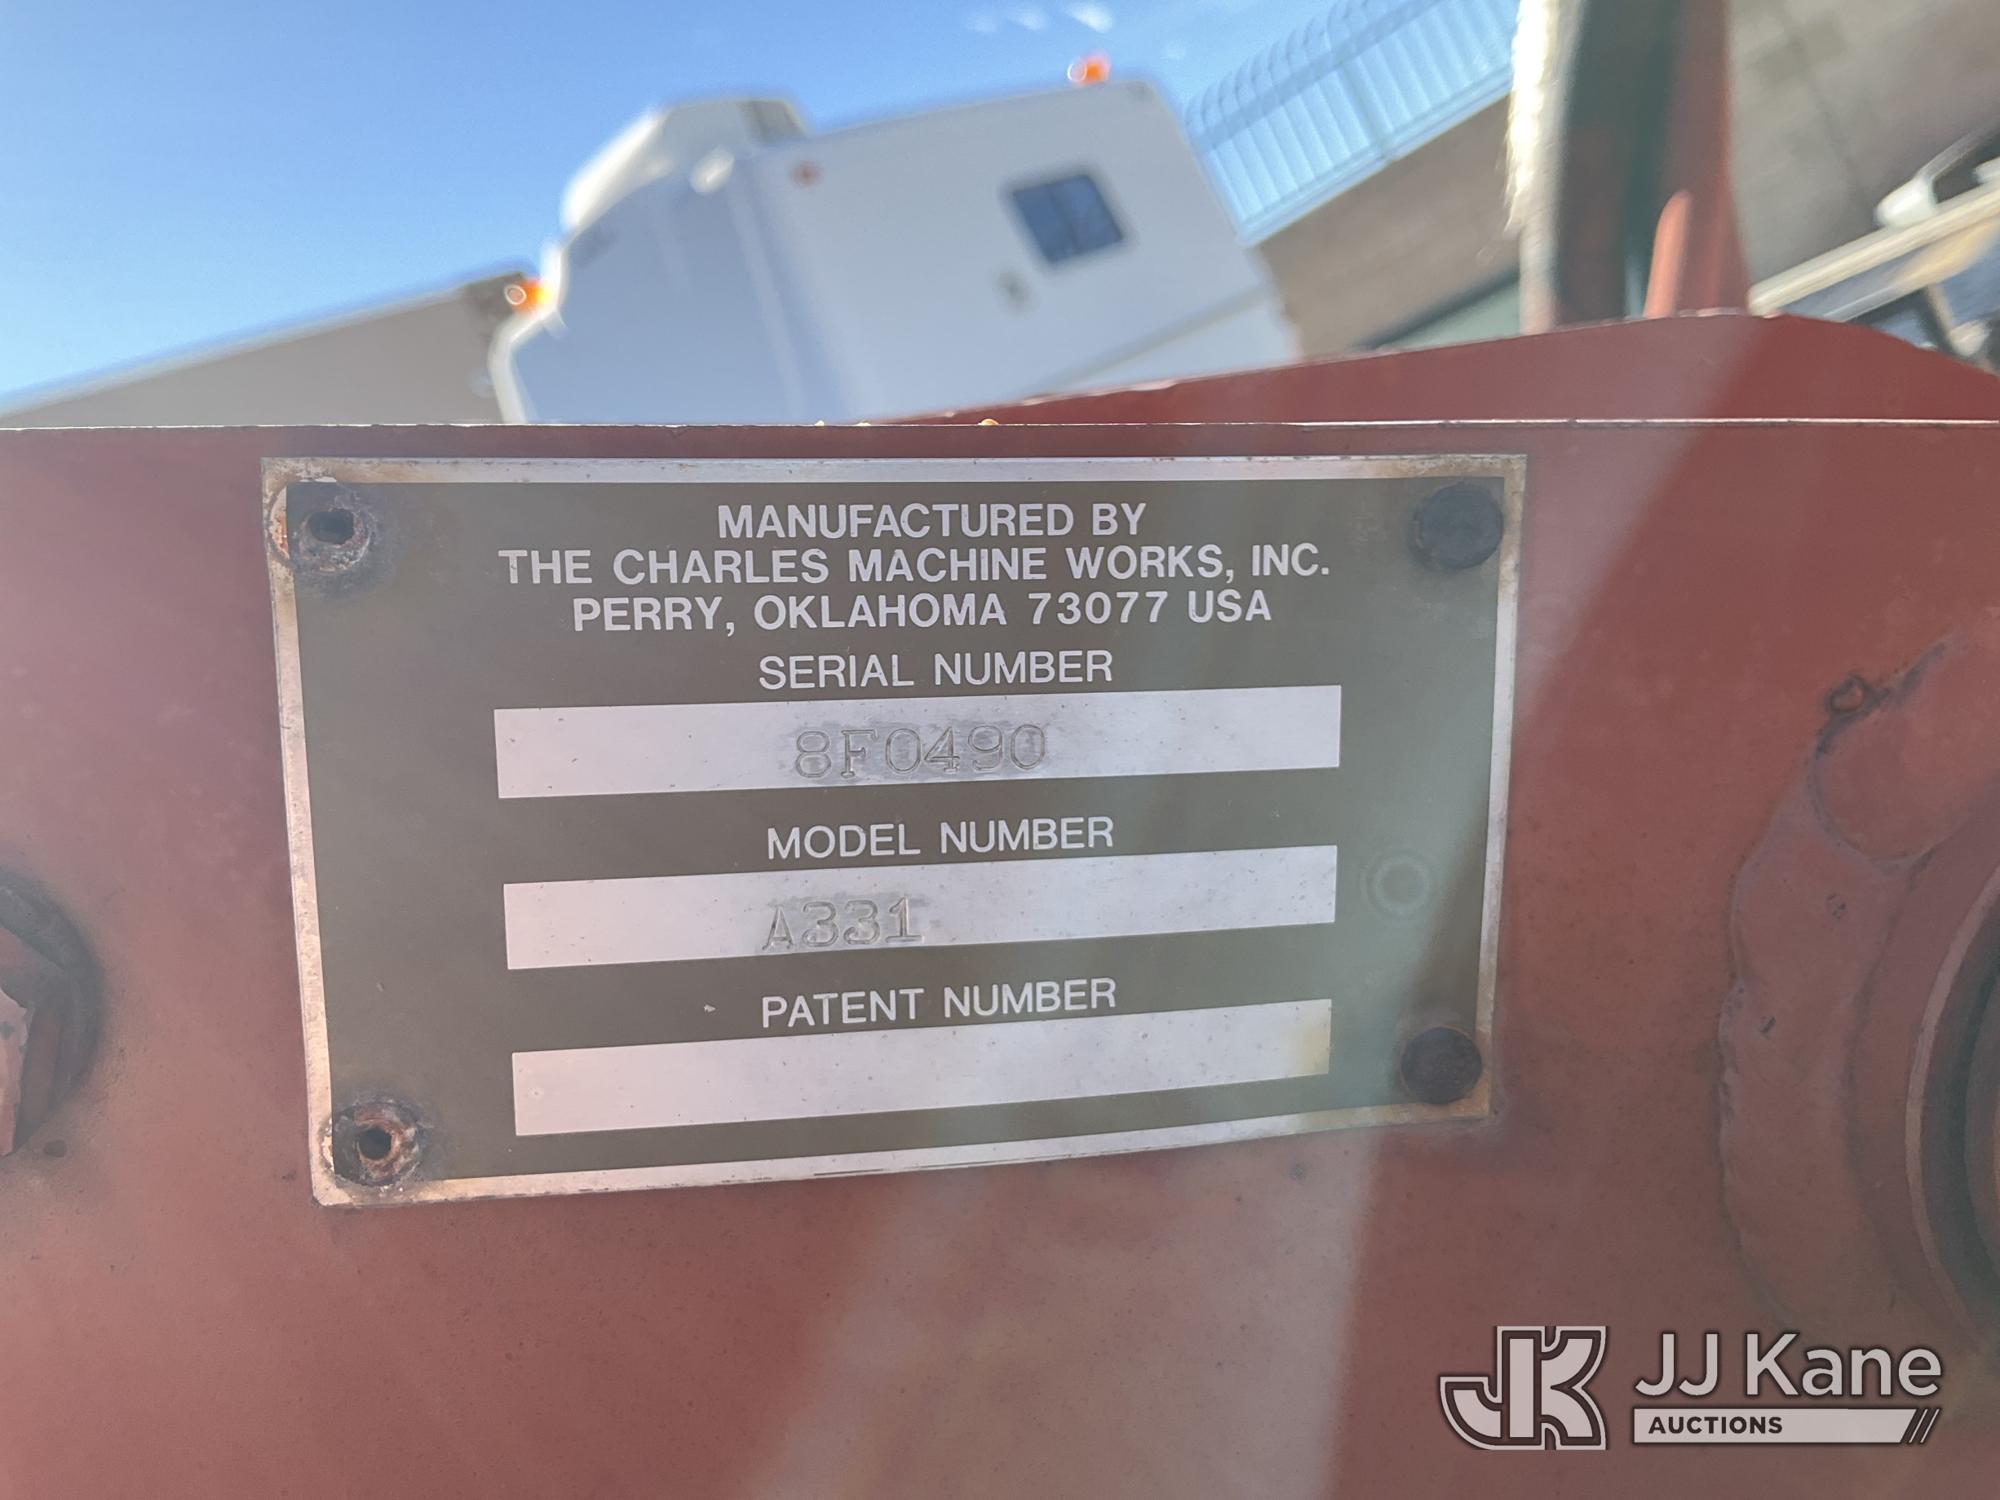 MANUFACTURED BY
THE CHARLES MACHINE WORKS, INC.
PERRY, OKLAHOMA 73077 USA
SERIAL NUMBER
8F0490
MODEL NUMBER
A331
PATENT NUMBER
JK JJ Kane
AUCTIONS